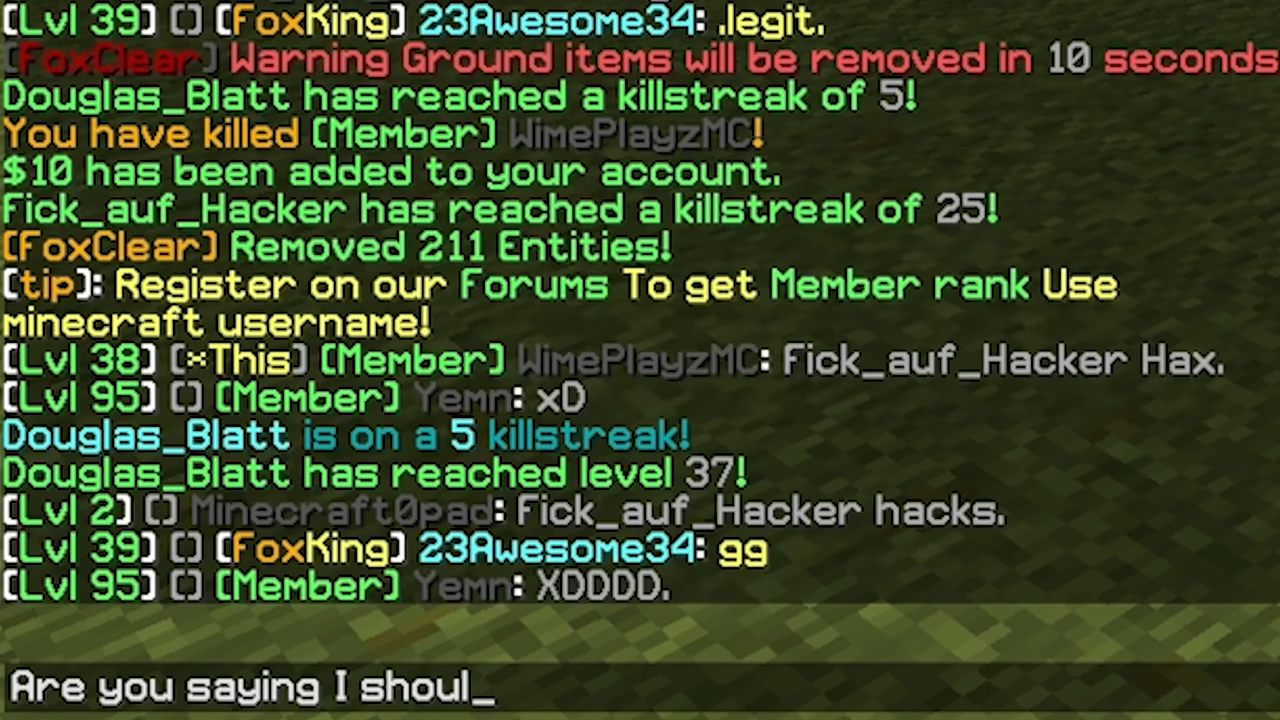 [Lvl 39] [] [FoxKing] 23Awesome34: .legit.
[FoxClear] Warning Ground items will be removed in 10 seconds
Douglas_Blatt has reached a killstreak of 5!
You have killed [Member] WimePlayzMC!
$10 has been added to your account.
Fick_auf_Hacker has reached a killstreak of 25!
[FoxClear] Removed 211 Entities!
[tip]: Register on our Forums To get Member rank Use
minecraft username!
[Lvl 38] [×This] [Member] WimePlayzMC: Fick_auf_Hacker Hax.
[Lvl 95] [] [Member] Yemn: xD
Douglas_Blatt is on a 5 killstreak!
Douglas_Blatt has reached level 37!
[Lvl 2] [] Minecraft0pad: Fick_auf_Hacker hacks.
[Lvl 39] [] [FoxKing] 23Awesome34: gg
[Lvl 95] [] [Member] Yemn: XDDDD.
Are you saying I shoul_